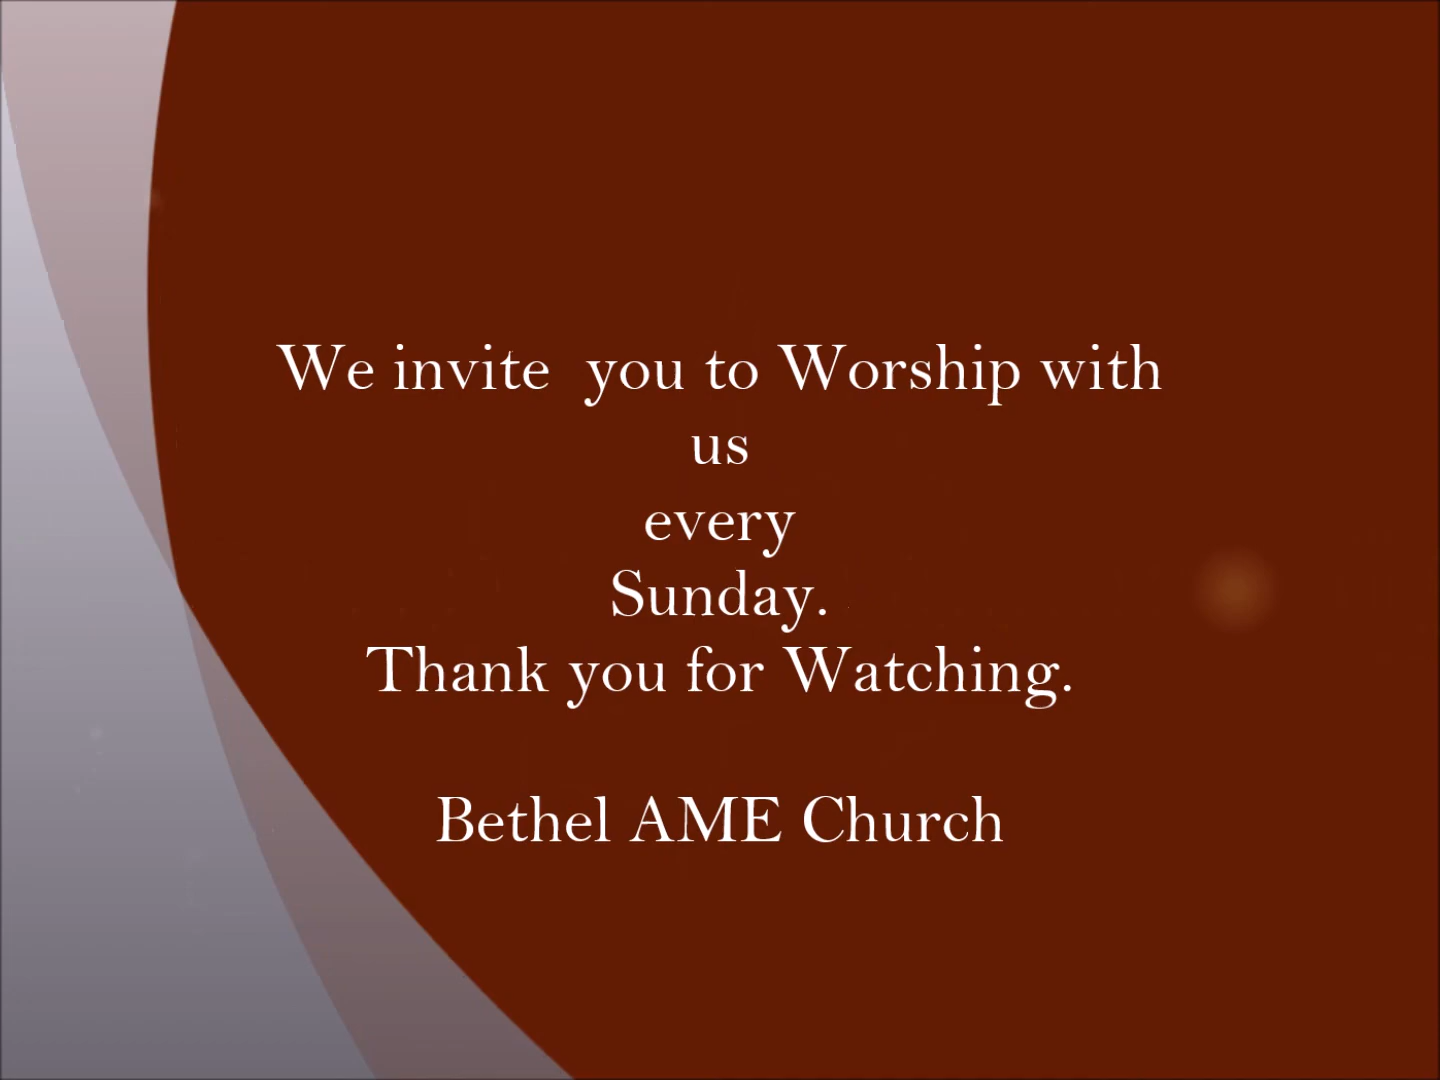 We invite  you to Worship with
us
every
Sunday.
Thank you for Watching.
Bethel AME Church